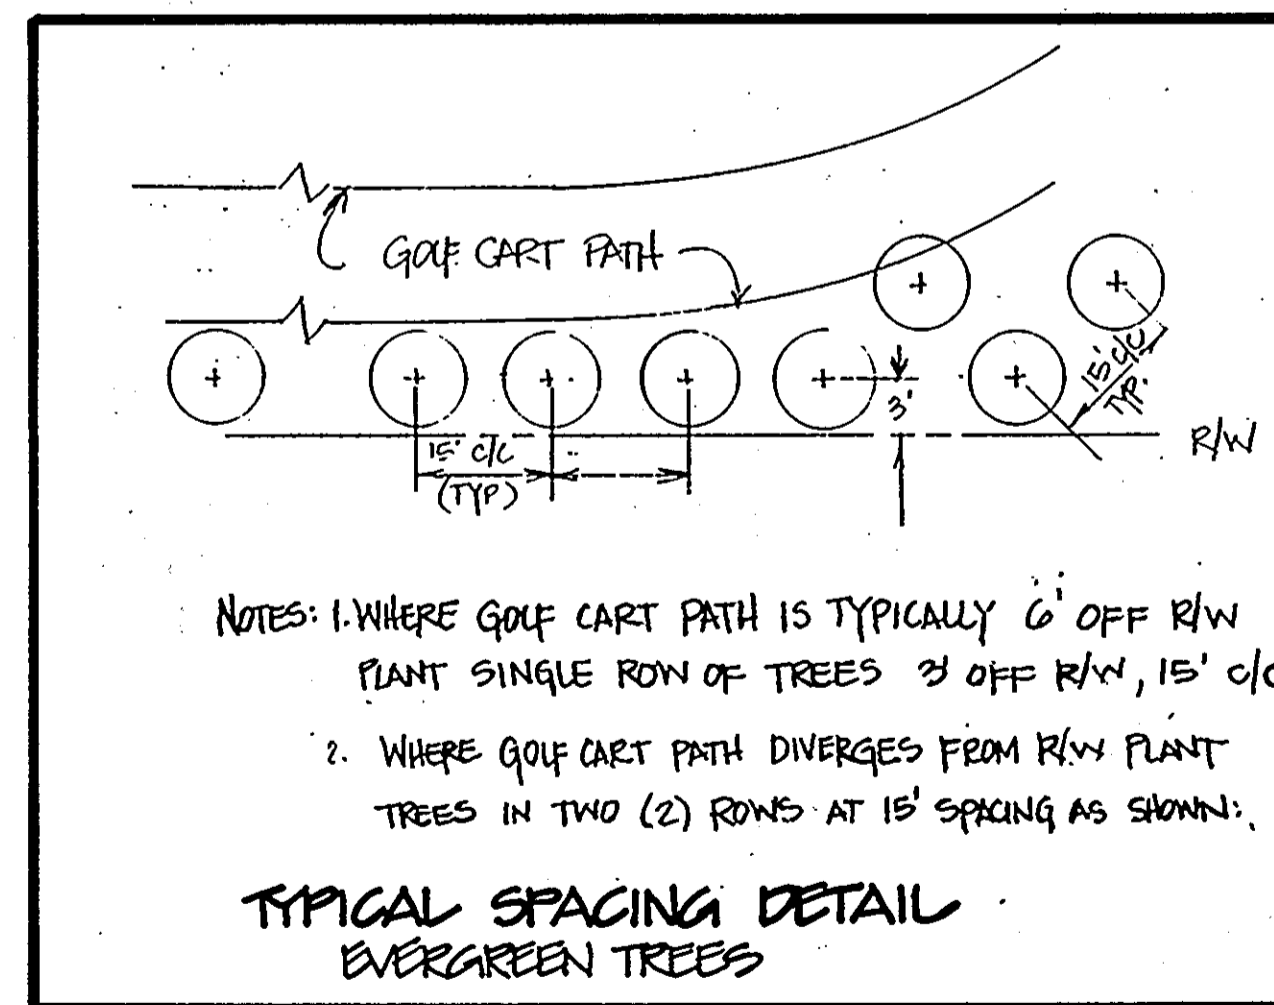 GOLF CART PATH
15' C/C
(TYP)
3'
15' C/C
TYP.
R/W
NOTES: 1. WHERE GOLF CART PATH IS TYPICALLY 6' OFF R/W
PLANT SINGLE ROW OF TREES 3' OFF R/W, 15' C/C
2. WHERE GOLF CART PATH DIVERGES FROM R/W PLANT
TREES IN TWO (2) ROWS AT 15' SPACING AS SHOWN.
TYPICAL SPACING DETAIL
EVERGREEN TREES